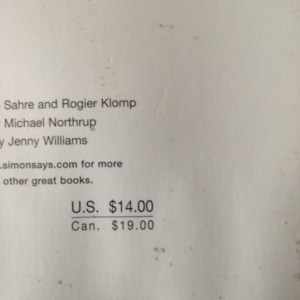 Sahre and Rogier Klomp
Michael Northrup
y Jenny Williams
.simonsays.com for more
other great books.
U.S. $14.00
Can. $19.00